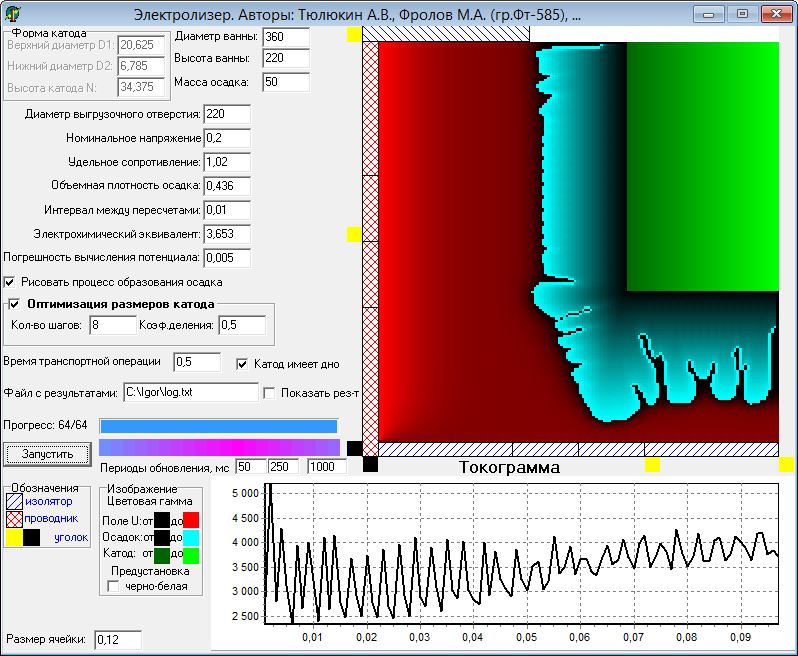 Электролизер. Авторы: Тюлюкин А.В., Фролов М.А. (гр.Фт-585), ...
Форма катода
Верхний диаметр D1: 20,625
Нижний диаметр D2: 6,785
Высота катода N: 34,375
Диаметр ванны: 360
Высота ванны: 220
Масса осадка: 50
Диаметр выгрузочного отверстия: 220
Номинальное напряжение 0,2
Удельное сопротивление: 1,02
Объемная плотность осадка: 0,436
Интервал между пересчетами: 0,01
Электрохимический эквивалент: 3,653
Погрешность вычисления потенциала: 0,005
Рисовать процесс образования осадка
Оптимизация размеров катода
Кол-во шагов: 8 Коэф.деления: 0,5
Время транспортной операции 0,5 Катод имеет дно
Файл с результатами: C:\Igor\log.txt Показать рез-т
Прогресс: 64/64
Запустить
Периоды обновления, мс 50 250 1000
Обозначения
изолятор
проводник
уголок
Изображение
Цветовая гамма
Поле U: от до
Осадок: от до
Катод: от до
Предустановка
черно-белая
Размер ячейки: 0,12
Токограмма
5 000
4 500
4 000
3 500
3 000
2 500
0,01 0,02 0,03 0,04 0,05 0,06 0,07 0,08 0,09